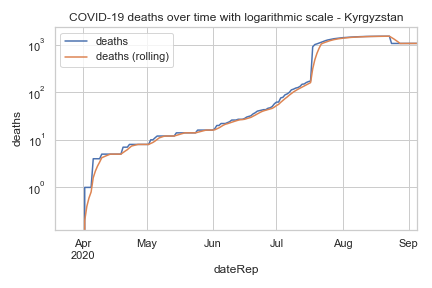 COVID-19 deaths over time with logarithmic scale - Kyrgyzstan
deaths
deaths (rolling)
10³
10²
10¹
10⁰
deaths
Apr
2020
May
Jun
Jul
Aug
Sep
dateRep